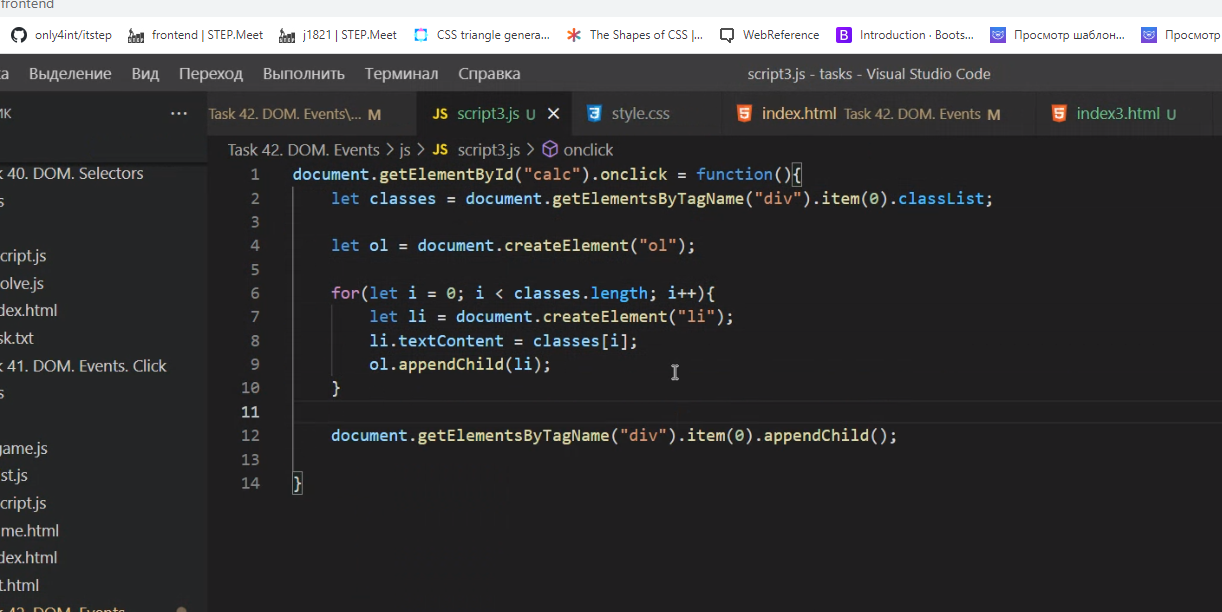 frontend
only4int/itstep frontend | STEP.Meet j1821 | STEP.Meet CSS triangle genera... The Shapes of CSS |... WebReference B Introduction · Boots... Просмотр шаблон... Просмотр
ка Выделение Вид Переход Выполнить Терминал Справка script3.js - tasks - Visual Studio Code
ИК ... Task 42. DOM. Events\... M JS script3.js U × style.css index.html Task 42. DOM. Events M index3.html U
Task 42. DOM. Events > js > JS script3.js > onclick
k 40. DOM. Selectors
s
cript.js
olve.js
dex.html
sk.txt
k 41. DOM. Events. Click
s
game.js
st.js
cript.js
me.html
dex.html
t.html
k 42. DOM. Events
1 document.getElementById("calc").onclick = function(){
2 let classes = document.getElementsByTagName("div").item(0).classList;
3
4 let ol = document.createElement("ol");
5
6 for(let i = 0; i < classes.length; i++){
7 let li = document.createElement("li");
8 li.textContent = classes[i];
9 ol.appendChild(li);
10 }
11
12 document.getElementsByTagName("div").item(0).appendChild();
13
14 }